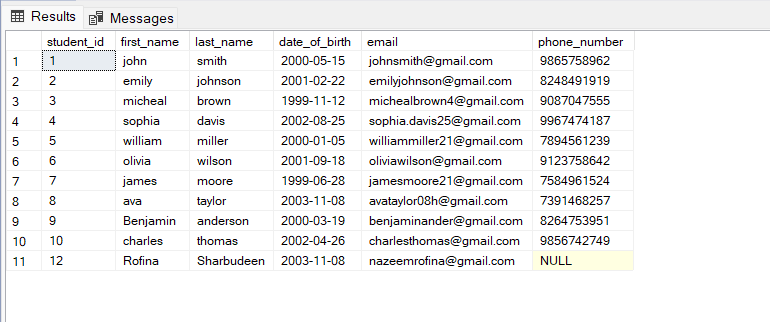 Results Messages
student_id first_name last_name date_of_birth email phone_number
1 1 john smith 2000-05-15 johnsmith@gmail.com 9865758962
2 2 emily johnson 2001-02-22 emilyjohnson@gmail.com 8248491919
3 3 micheal brown 1999-11-12 michealbrown4@gmail.com 9087047555
4 4 sophia davis 2002-08-25 sophia.davis25@gmail.com 9967474187
5 5 william miller 2000-01-05 williammiller21@gmail.com 7894561239
6 6 olivia wilson 2001-09-18 oliviawilson@gmail.com 9123758642
7 7 james moore 1999-06-28 jamesmoore21@gmail.com 7584961524
8 8 ava taylor 2003-11-08 avataylor08h@gmail.com 7391468257
9 9 Benjamin anderson 2000-03-19 benjaminander@gmail.com 8264753951
10 10 charles thomas 2002-04-26 charlesthomas@gmail.com 9856742749
11 12 Rofina Sharbudeen 2003-11-08 nazeemrofina@gmail.com NULL